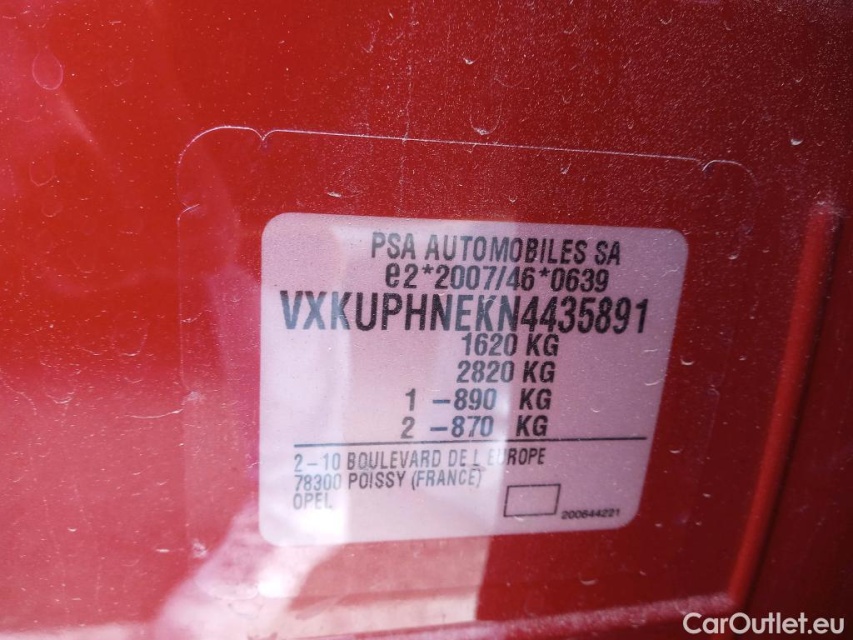 PSA AUTOMOBILES SA
e2*2007/46*0639
VXKUPHNEKN4435891
1620 KG
2820 KG
1 -890 KG
2 -870 KG
2-10 BOULEVARD DE L EUROPE
78300 POISSY (FRANCE)
OPEL
200644221
CarOutlet.eu